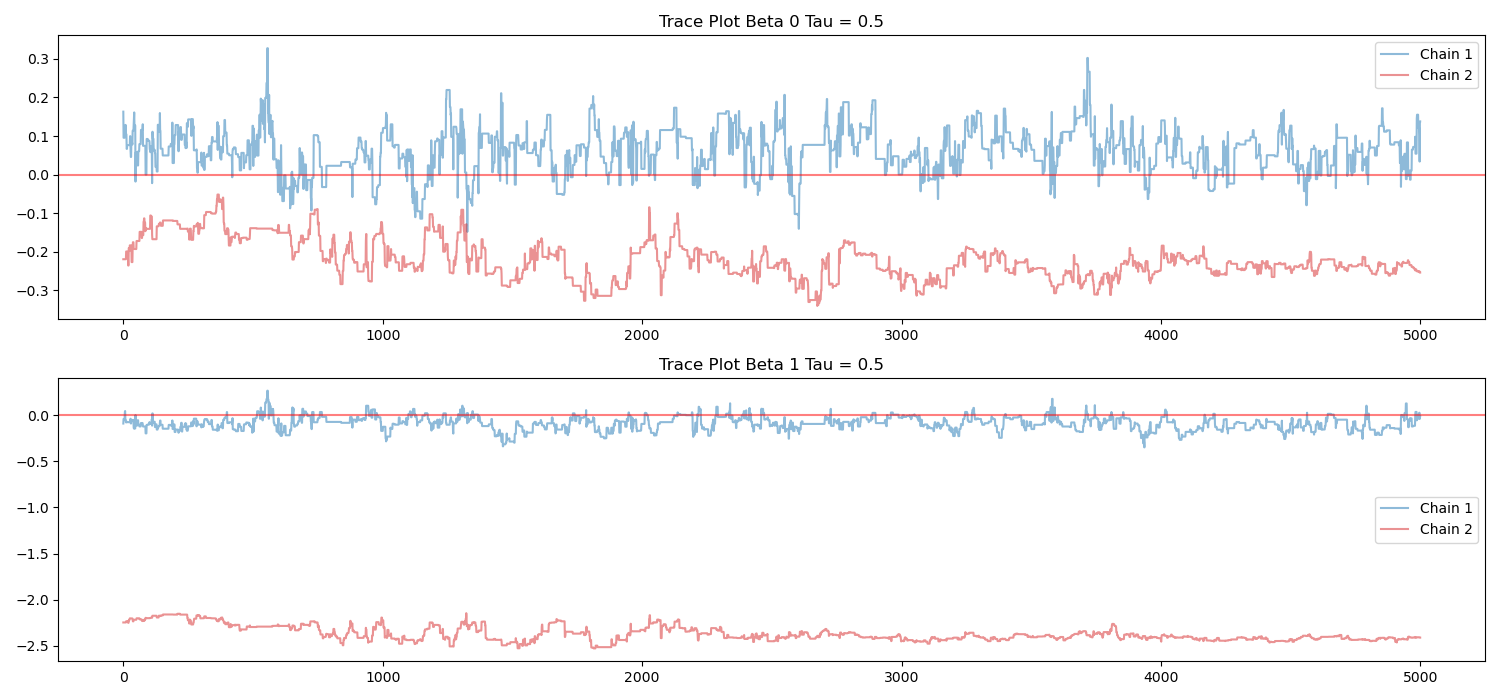 Trace Plot Beta 0 Tau = 0.5
0.3
0.2
0.1
0.0
−0.1
−0.2
−0.3
Chain 1
Chain 2
0 1000 2000 3000 4000 5000
Trace Plot Beta 1 Tau = 0.5
0.0
−0.5
−1.0
−1.5
−2.0
−2.5
Chain 1
Chain 2
0 1000 2000 3000 4000 5000